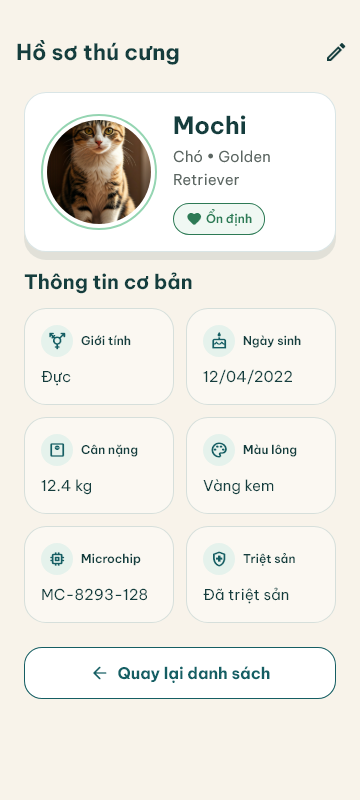 Hồ sơ thú cưng
Mochi
Chó • Golden
Retriever
Ổn định
Thông tin cơ bản
Giới tính
Đực
Ngày sinh
12/04/2022
Cân nặng
12.4 kg
Màu lông
Vàng kem
Microchip
MC-8293-128
Triệt sản
Đã triệt sản
Quay lại danh sách